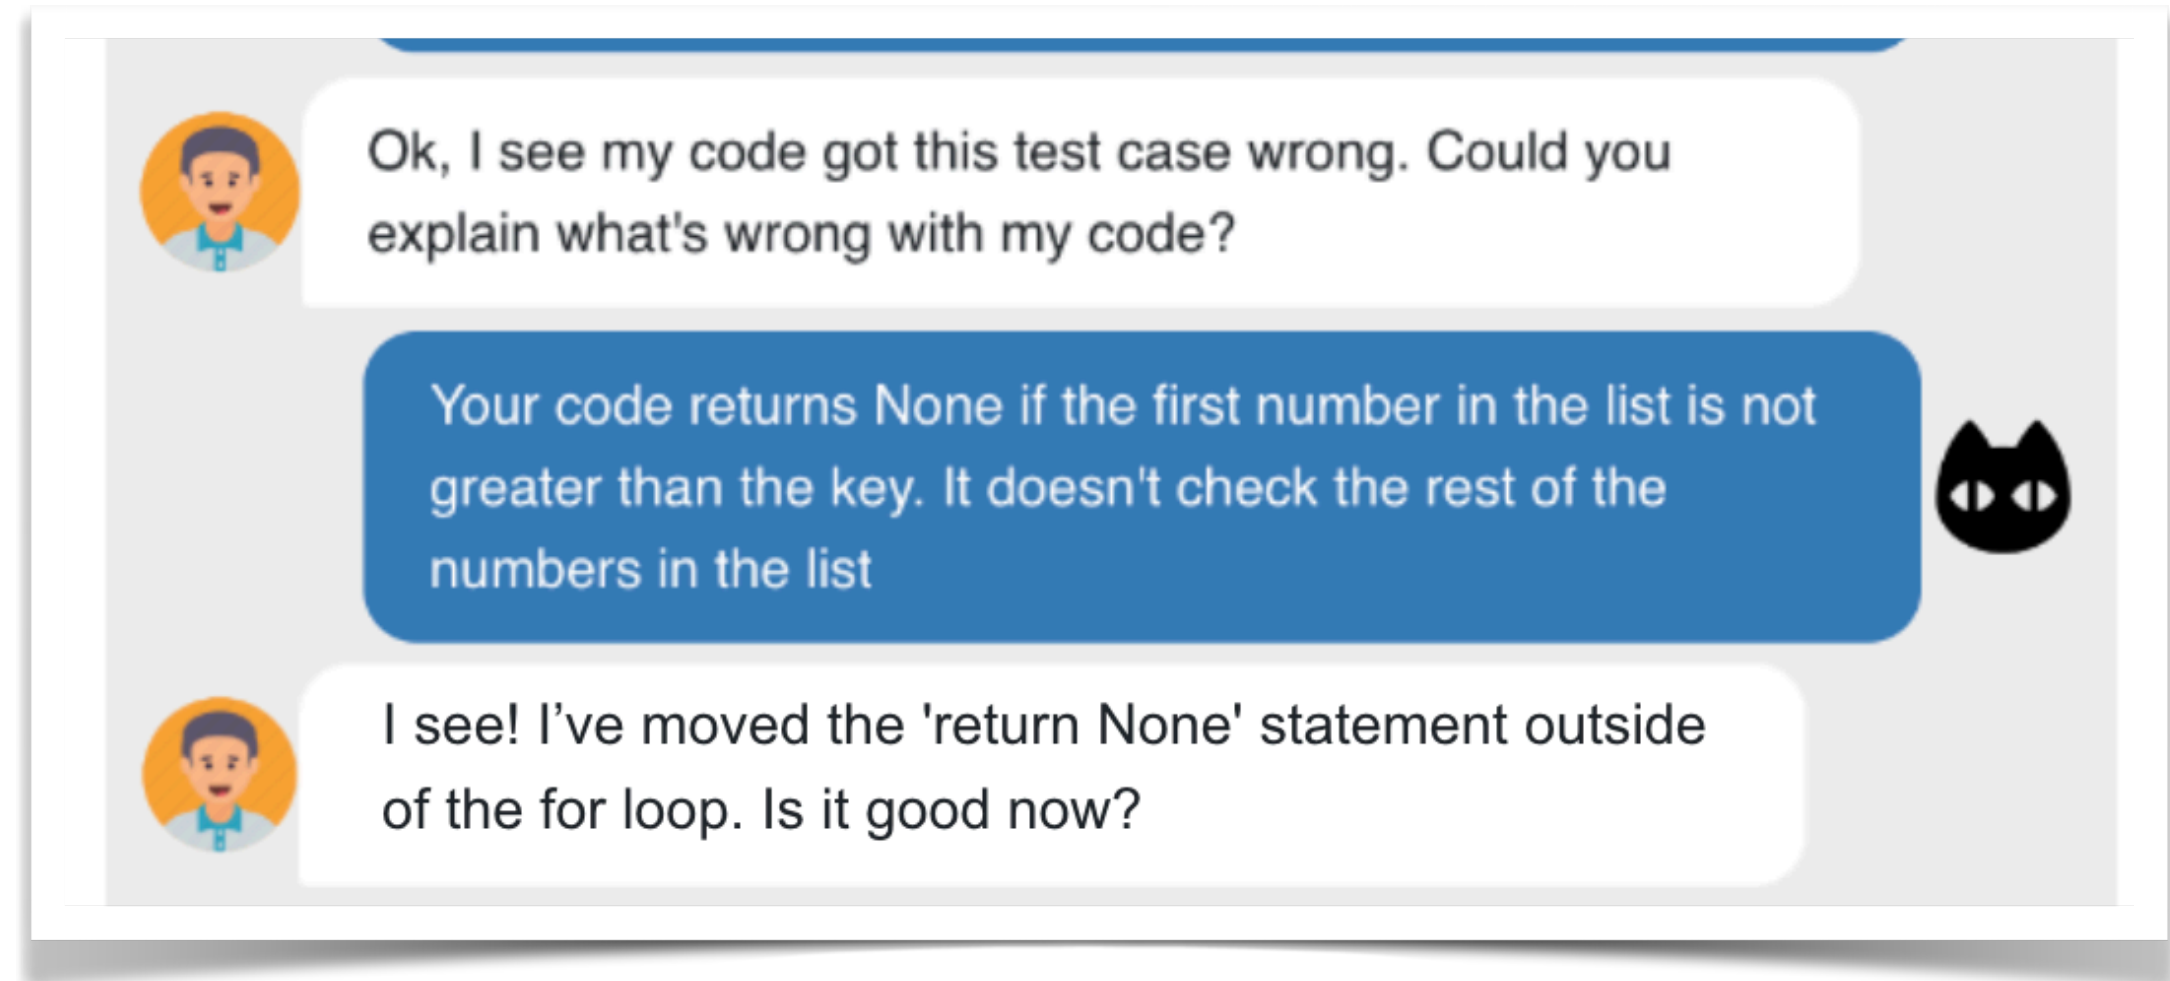 Ok, I see my code got this test case wrong. Could you
explain what's wrong with my code?
Your code returns None if the first number in the list is not
greater than the key. It doesn't check the rest of the
numbers in the list
I see! I’ve moved the 'return None' statement outside
of the for loop. Is it good now?